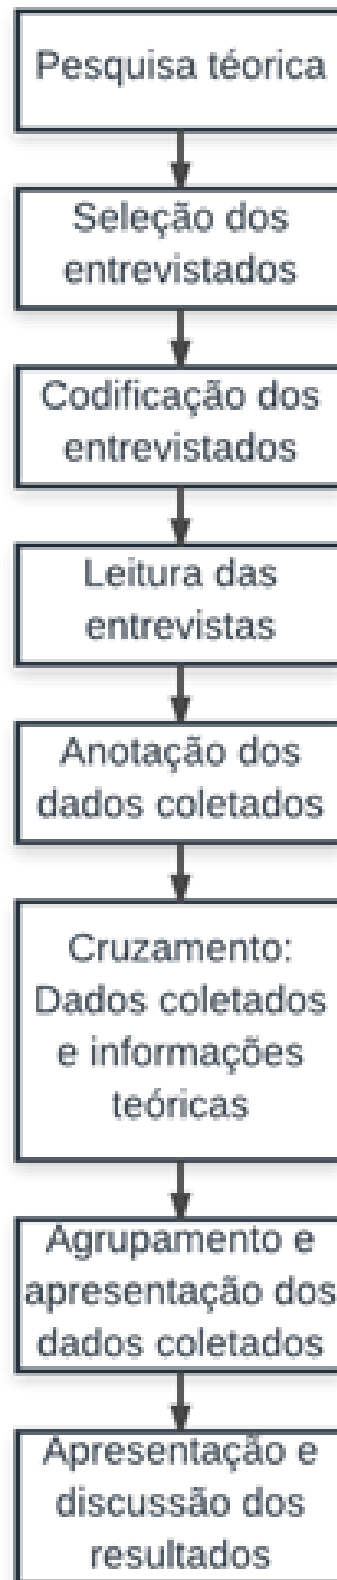 Pesquisa téorica
Seleção dos
entrevistados
Codificação dos
entrevistados
Leitura das
entrevistas
Anotação dos
dados coletados
Cruzamento:
Dados coletados
e informações
teóricas
Agrupamento e
apresentação dos
dados coletados
Apresentação e
discussão dos
resultados